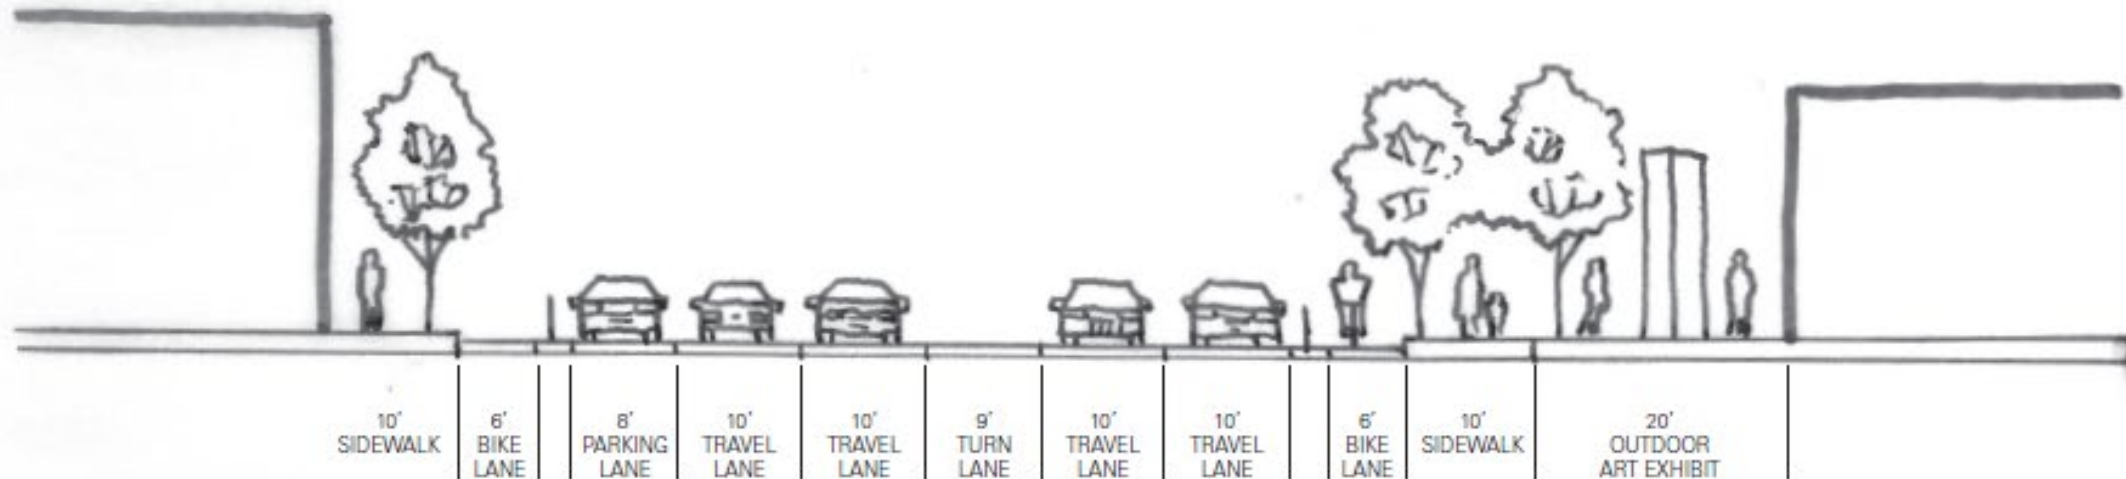 10′
SIDEWALK
6′
BIKE
LANE
8′
PARKING
LANE
10′
TRAVEL
LANE
10′
TRAVEL
LANE
9′
TURN
LANE
10′
TRAVEL
LANE
10′
TRAVEL
LANE
6′
BIKE
LANE
10′
SIDEWALK
20′
OUTDOOR
ART EXHIBIT